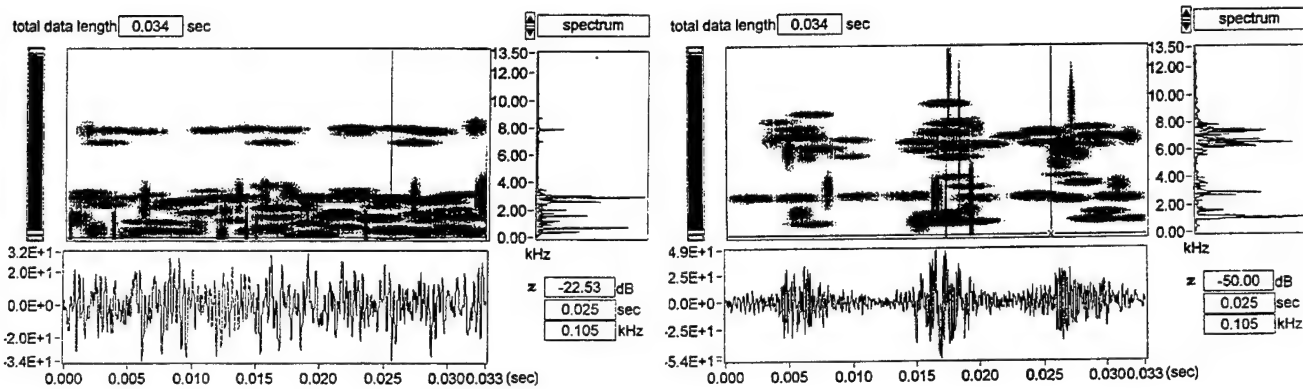 total data length 0.034 sec
spectrum
13.50
12.00
10.00
8.00
6.00
4.00
2.00
0.00
kHz
3.2E+1
2.0E+1
0.0E+0
-2.0E+1
-3.4E+1
0.000 0.005 0.010 0.015 0.020 0.025 0.0300.033 (sec)
z -22.53 dB
0.025 sec
0.105 kHz
total data length 0.034 sec
spectrum
13.50
12.00
10.00
8.00
6.00
4.00
2.00
0.00
kHz
4.9E+1
2.5E+1
0.0E+0
-2.5E+1
-5.4E+1
0.000 0.005 0.010 0.015 0.020 0.025 0.0300.033 (sec)
z -50.00 dB
0.025 sec
0.105 kHz